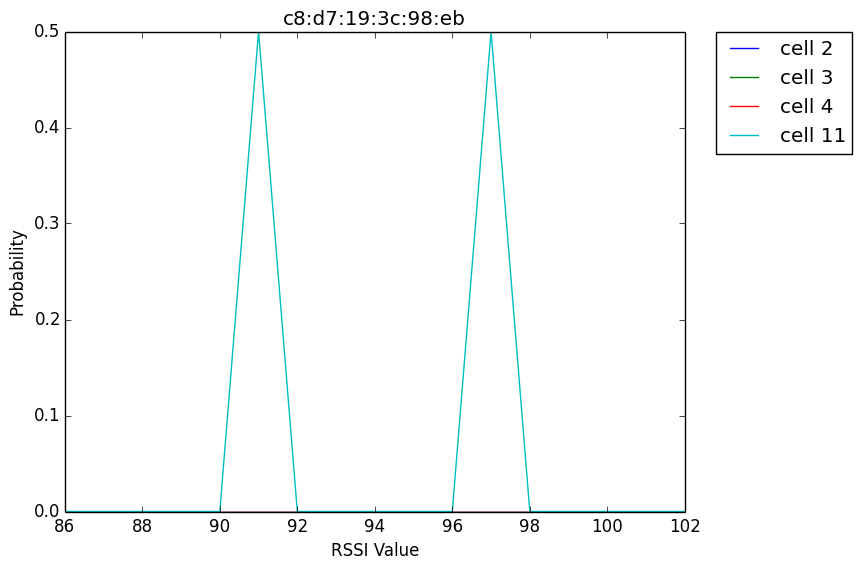 c8:d7:19:3c:98:eb
0.5
0.4
0.3
0.2
0.1
0.0
Probability
86 88 90 92 94 96 98 100 102
RSSI Value
cell 2
cell 3
cell 4
cell 11